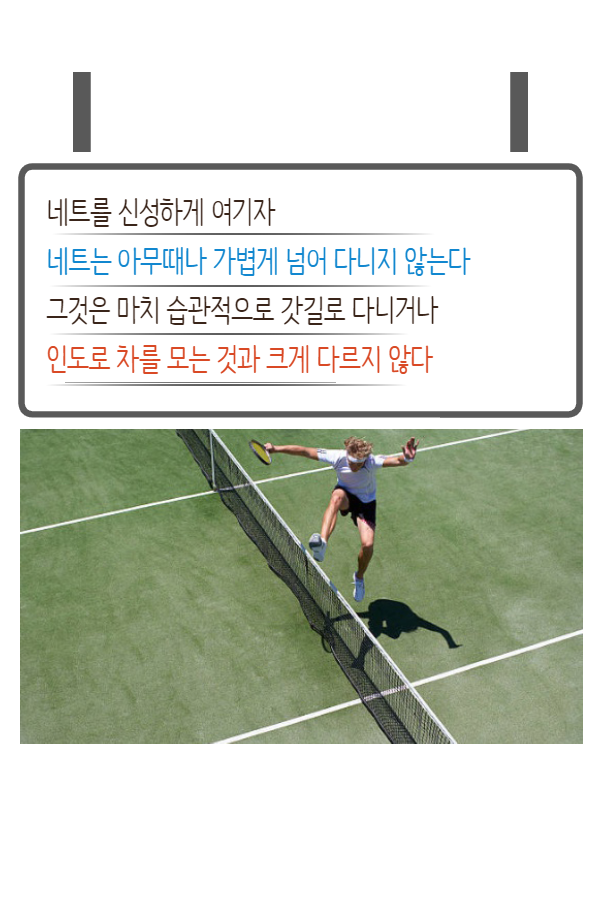 네트를 신성하게 여기자
네트는 아무때나 가볍게 넘어 다니지 않는다
그것은 마치 습관적으로 갓길로 다니거나
인도로 차를 모는 것과 크게 다르지 않다